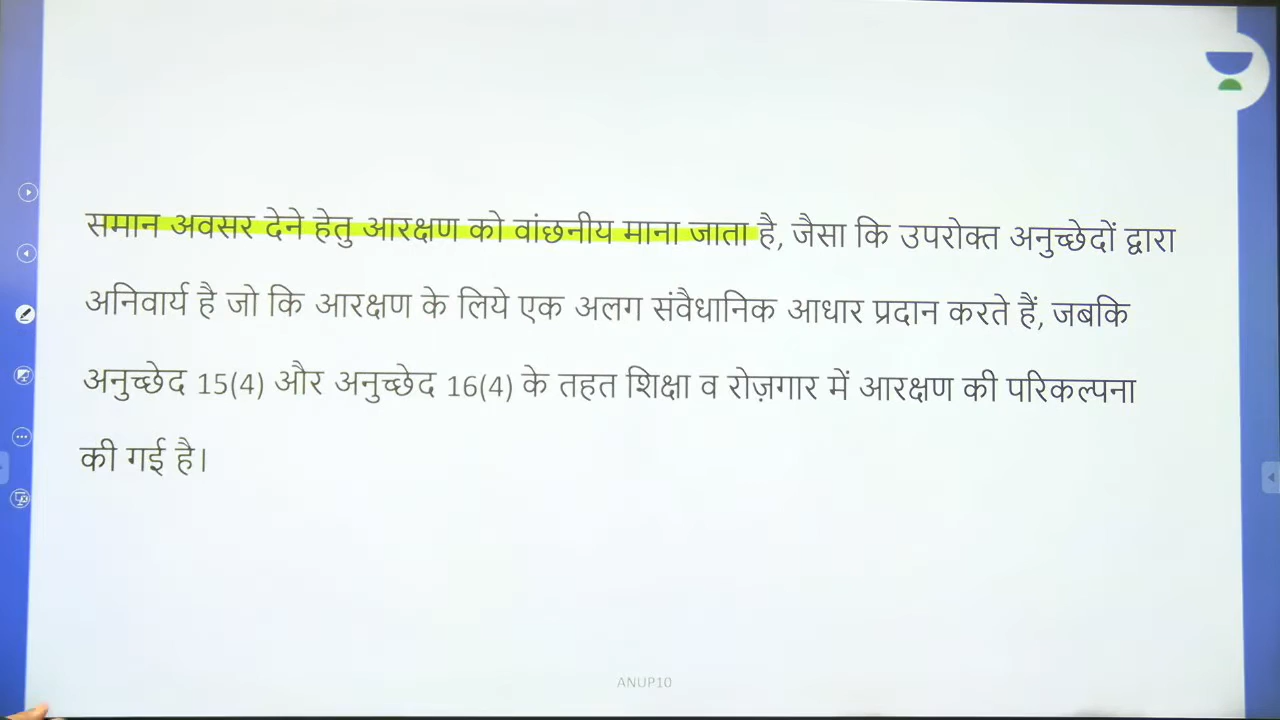 समान अवसर देने हेतु आरक्षण को वांछनीय माना जाता है, जैसा कि उपरोक्त अनुच्छेदों द्वारा
अनिवार्य है जो कि आरक्षण के लिये एक अलग संवैधानिक आधार प्रदान करते हैं, जबकि
अनुच्छेद 15(4) और अनुच्छेद 16(4) के तहत शिक्षा व रोज़गार में आरक्षण की परिकल्पना
की गई है।
ANUP10